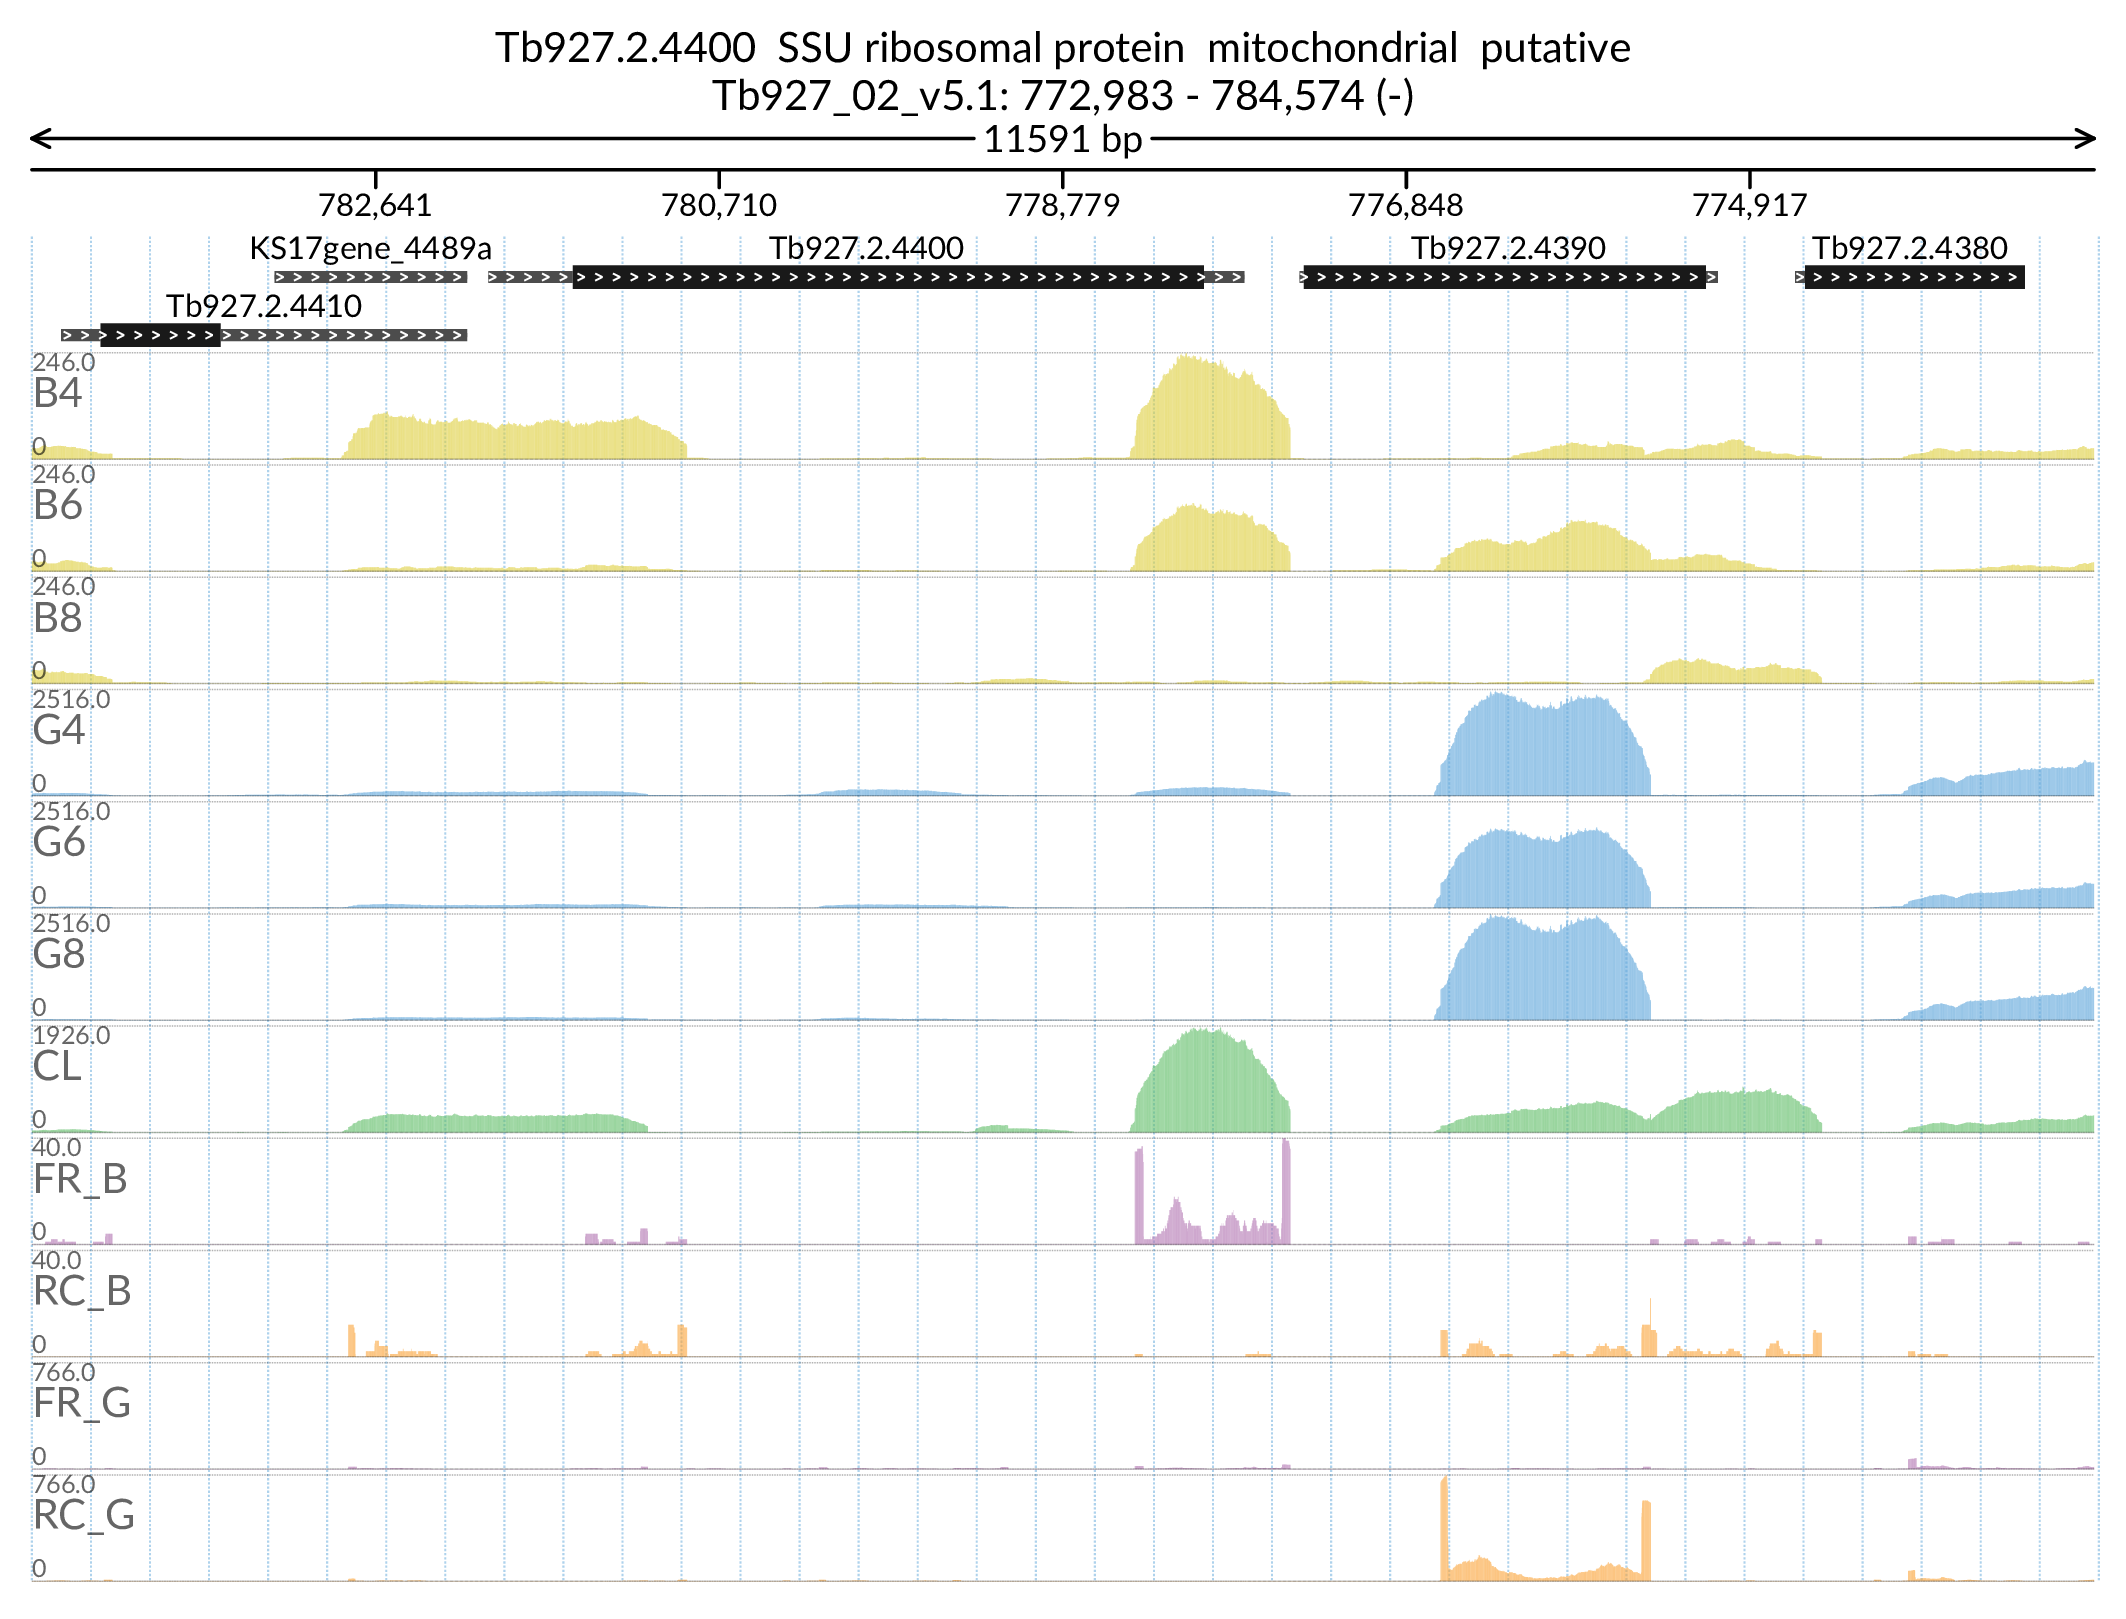 Tb927.2.4400  SSU ribosomal protein  mitochondrial  putative
Tb927_02_v5.1: 772,983 - 784,574 (-)
11591 bp
782,641 780,710 778,779 776,848 774,917
KS17gene_4489a Tb927.2.4400 Tb927.2.4390 Tb927.2.4380
Tb927.2.4410
246.0
B4
0
246.0
B6
0
246.0
B8
0
2516.0
G4
0
2516.0
G6
0
2516.0
G8
0
1926.0
CL
0
40.0
FR_B
0
40.0
RC_B
0
766.0
FR_G
0
766.0
RC_G
0